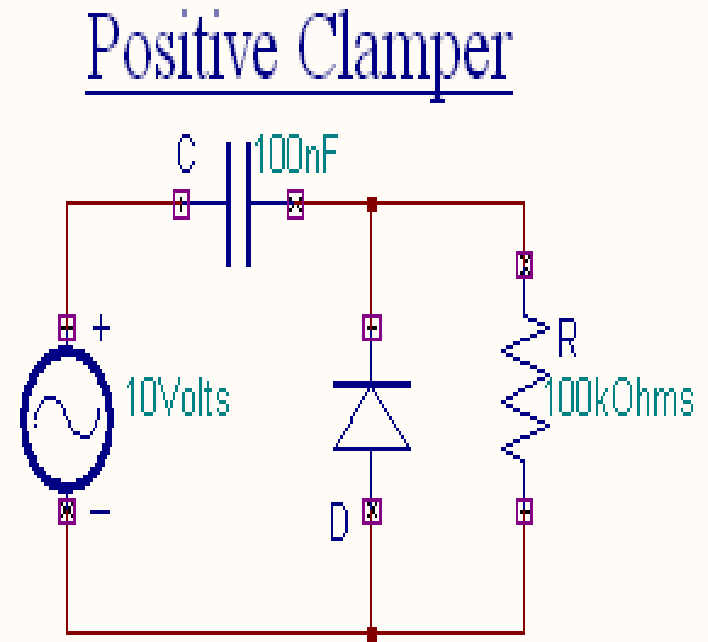 Positive Clamper
C 100nF
+
R
10Volts
100kOhms
−
D